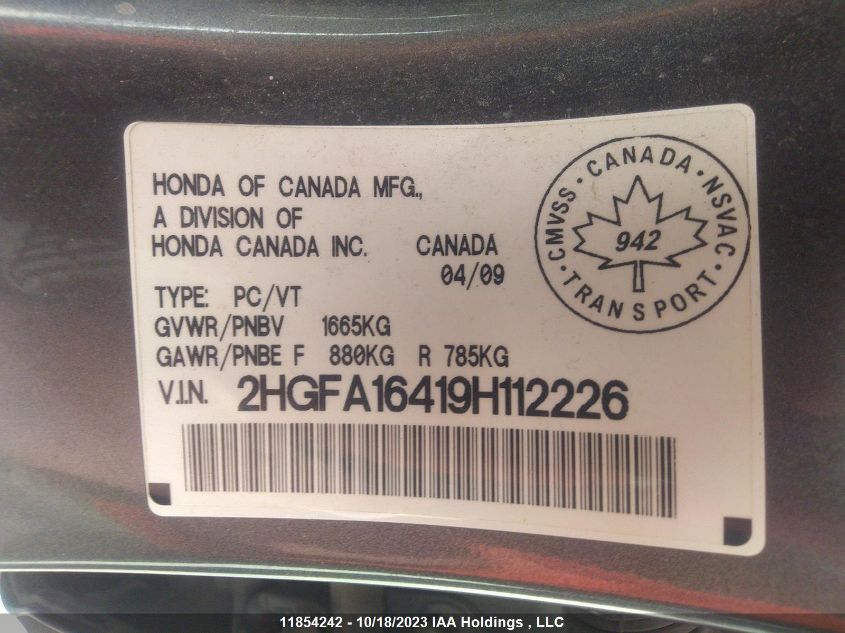 HONDA OF CANADA MFG.,
A DIVISION OF
HONDA CANADA INC. CANADA
04/09
TYPE: PC/VT
GVWR/PNBV 1665KG
GAWR/PNBE F 880KG R 785KG
V.I.N. 2HGFA16419H112226
CMVSS · CANADA · NSVAC · TRANSPORT ·
942
11854242 - 10/18/2023 IAA Holdings , LLC